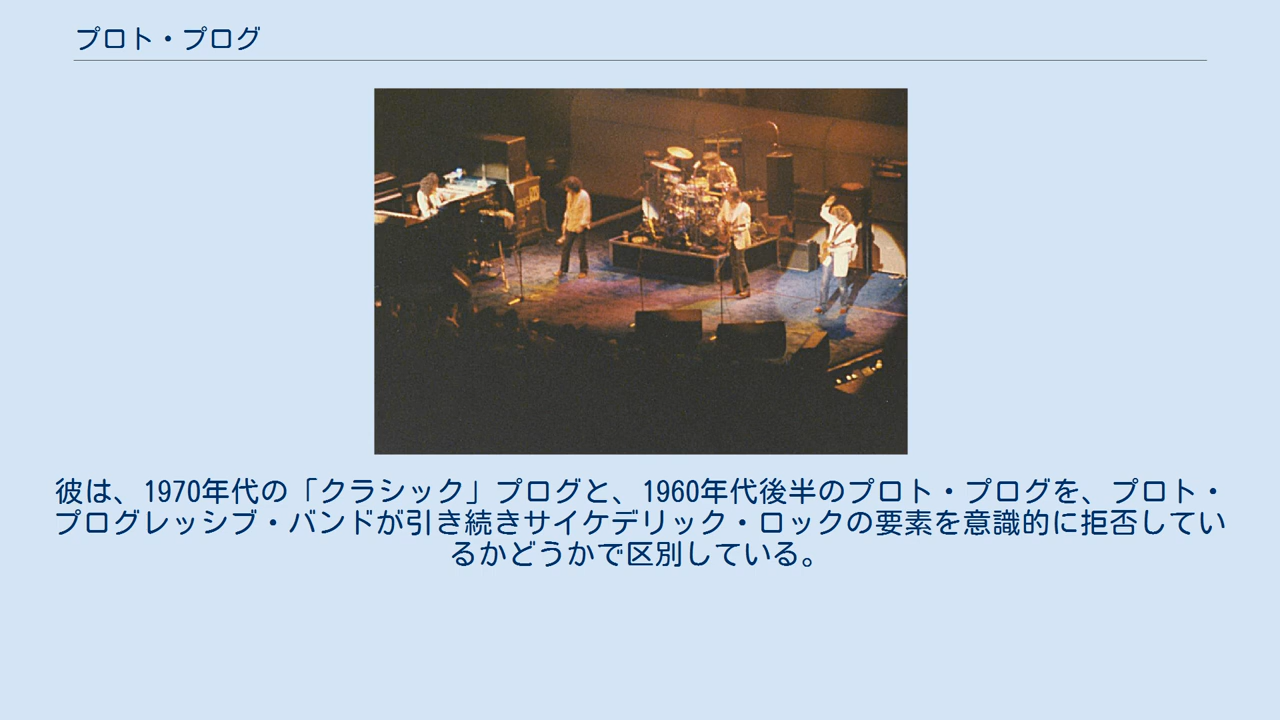 プロト・プログ
彼は、1970年代の「クラシック」プログと、1960年代後半のプロト・プログを、プロト・
プログレッシブ・バンドが引き続きサイケデリック・ロックの要素を意識的に拒否してい
るかどうかで区別している。